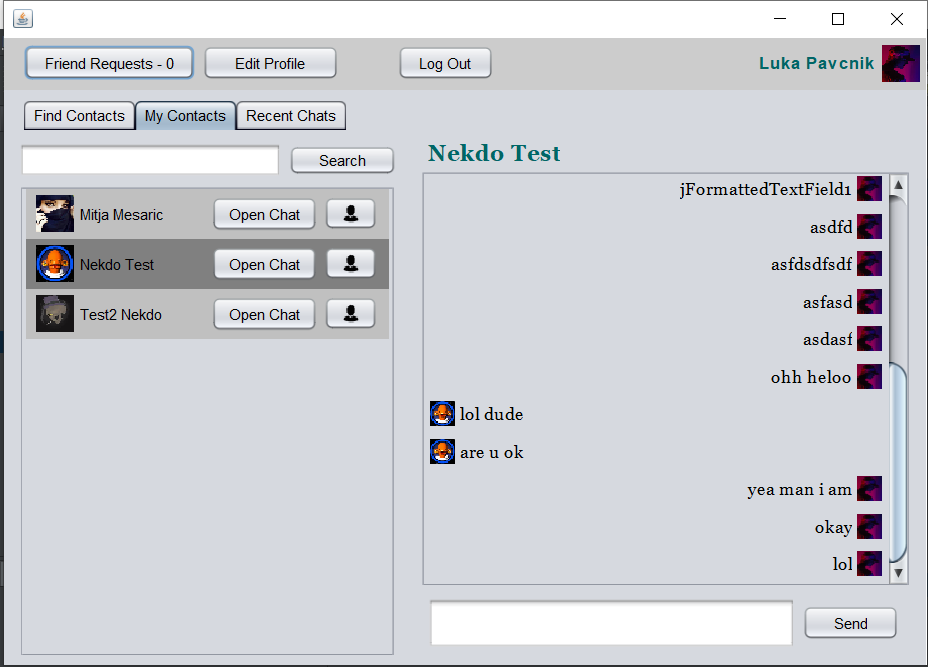 Friend Requests - 0 Edit Profile Log Out Luka Pavcnik
Find Contacts My Contacts Recent Chats
Search
Mitja Mesaric Open Chat
Nekdo Test Open Chat
Test2 Nekdo Open Chat
Nekdo Test
jFormattedTextField1
asdfd
asfdsdfsdf
asfasd
asdasf
ohh heloo
lol dude
are u ok
yea man i am
okay
lol
Send